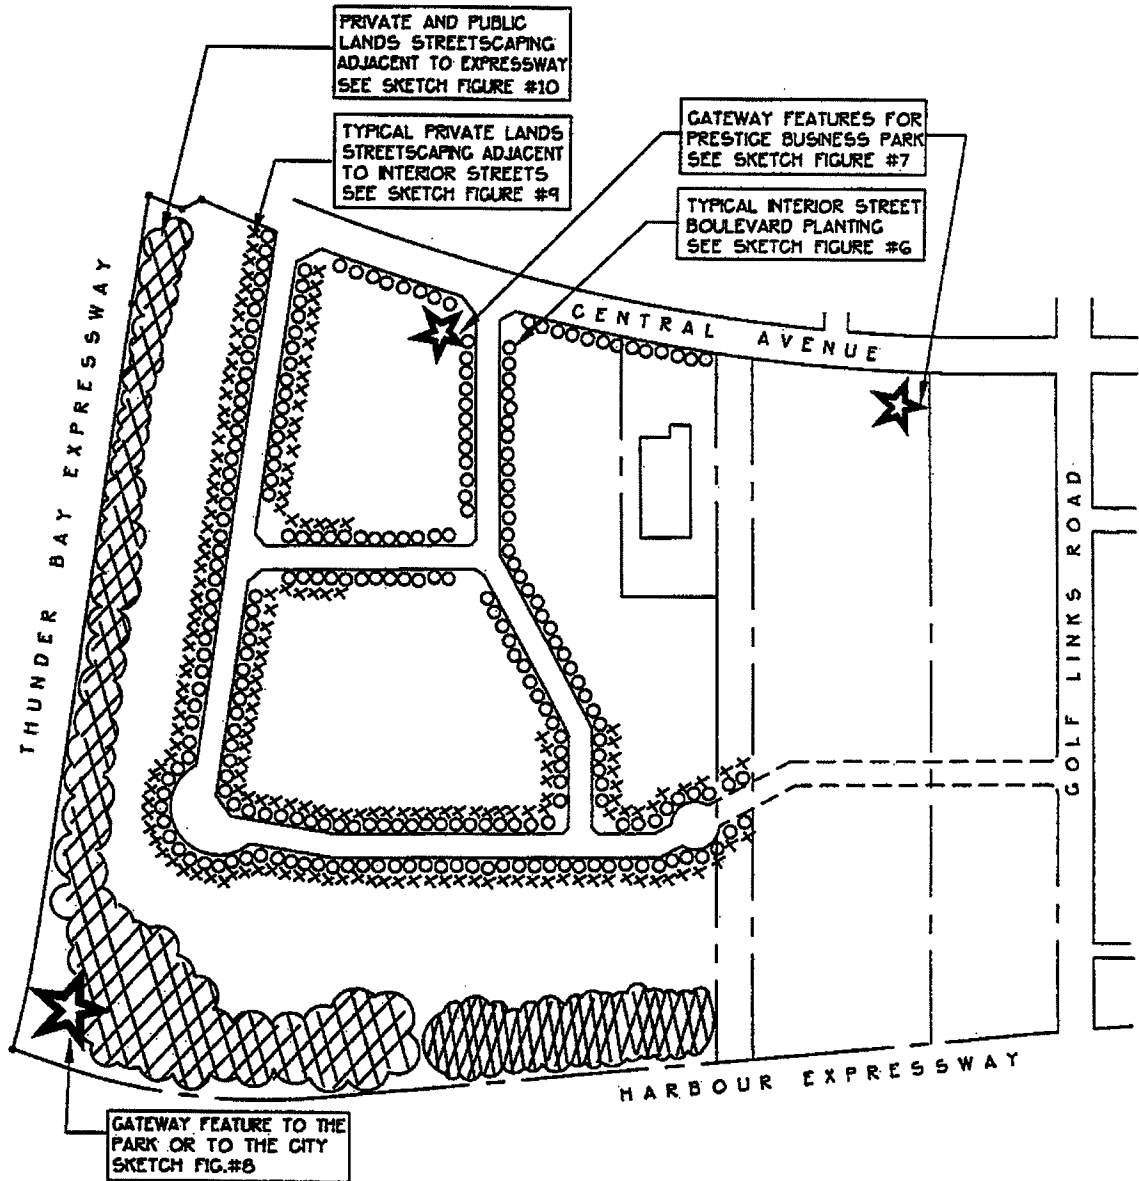 PRIVATE AND PUBLIC
LANDS STREETSCAPING
ADJACENT TO EXPRESSWAY
SEE SKETCH FIGURE #10
TYPICAL PRIVATE LANDS
STREETSCAPING ADJACENT
TO INTERIOR STREETS
SEE SKETCH FIGURE #9
GATEWAY FEATURES FOR
PRESTIGE BUSINESS PARK
SEE SKETCH FIGURE #7
TYPICAL INTERIOR STREET
BOULEVARD PLANTING
SEE SKETCH FIGURE #6
CENTRAL AVENUE
THUNDER BAY EXPRESSWAY
GOLF LINKS ROAD
HARBOUR EXPRESSWAY
GATEWAY FEATURE TO THE
PARK OR TO THE CITY
SKETCH FIG.#8